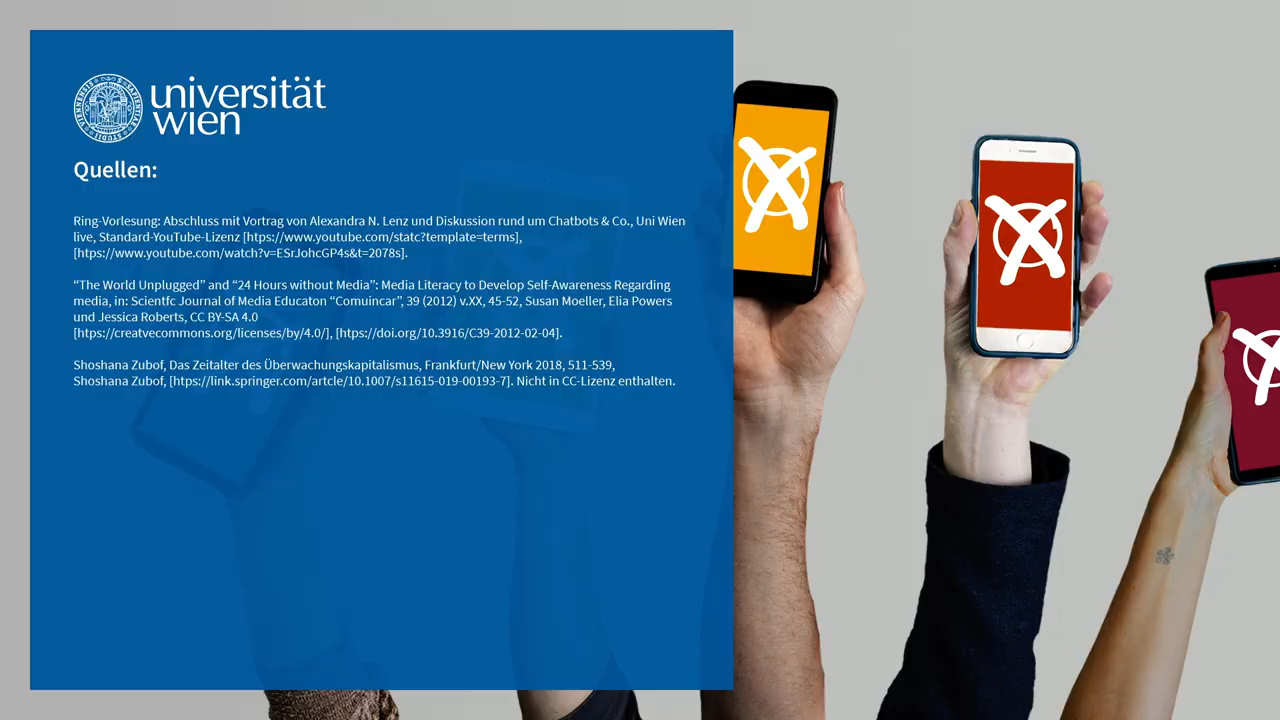 universität
wien
Quellen:
Ring-Vorlesung: Abschluss mit Vortrag von Alexandra N. Lenz und Diskussion rund um Chatbots & Co., Uni Wien
live, Standard-YouTube-Lizenz [htps://www.youtube.com/statc?template=terms],
[htps://www.youtube.com/watch?v=ESrJohcGP4s&t=2078s].
“The World Unplugged” and “24 Hours without Media”: Media Literacy to Develop Self-Awareness Regarding
media, in: Scientfc Journal of Media Educaton “Comuincar”, 39 (2012) v.XX, 45-52, Susan Moeller, Elia Powers
und Jessica Roberts, CC BY-SA 4.0
[htps://creatvecommons.org/licenses/by/4.0/], [htps://doi.org/10.3916/C39-2012-02-04].
Shoshana Zubof, Das Zeitalter des Überwachungskapitalismus, Frankfurt/New York 2018, 511-539,
Shoshana Zubof, [htps://link.springer.com/artcle/10.1007/s11615-019-00193-7]. Nicht in CC-Lizenz enthalten.